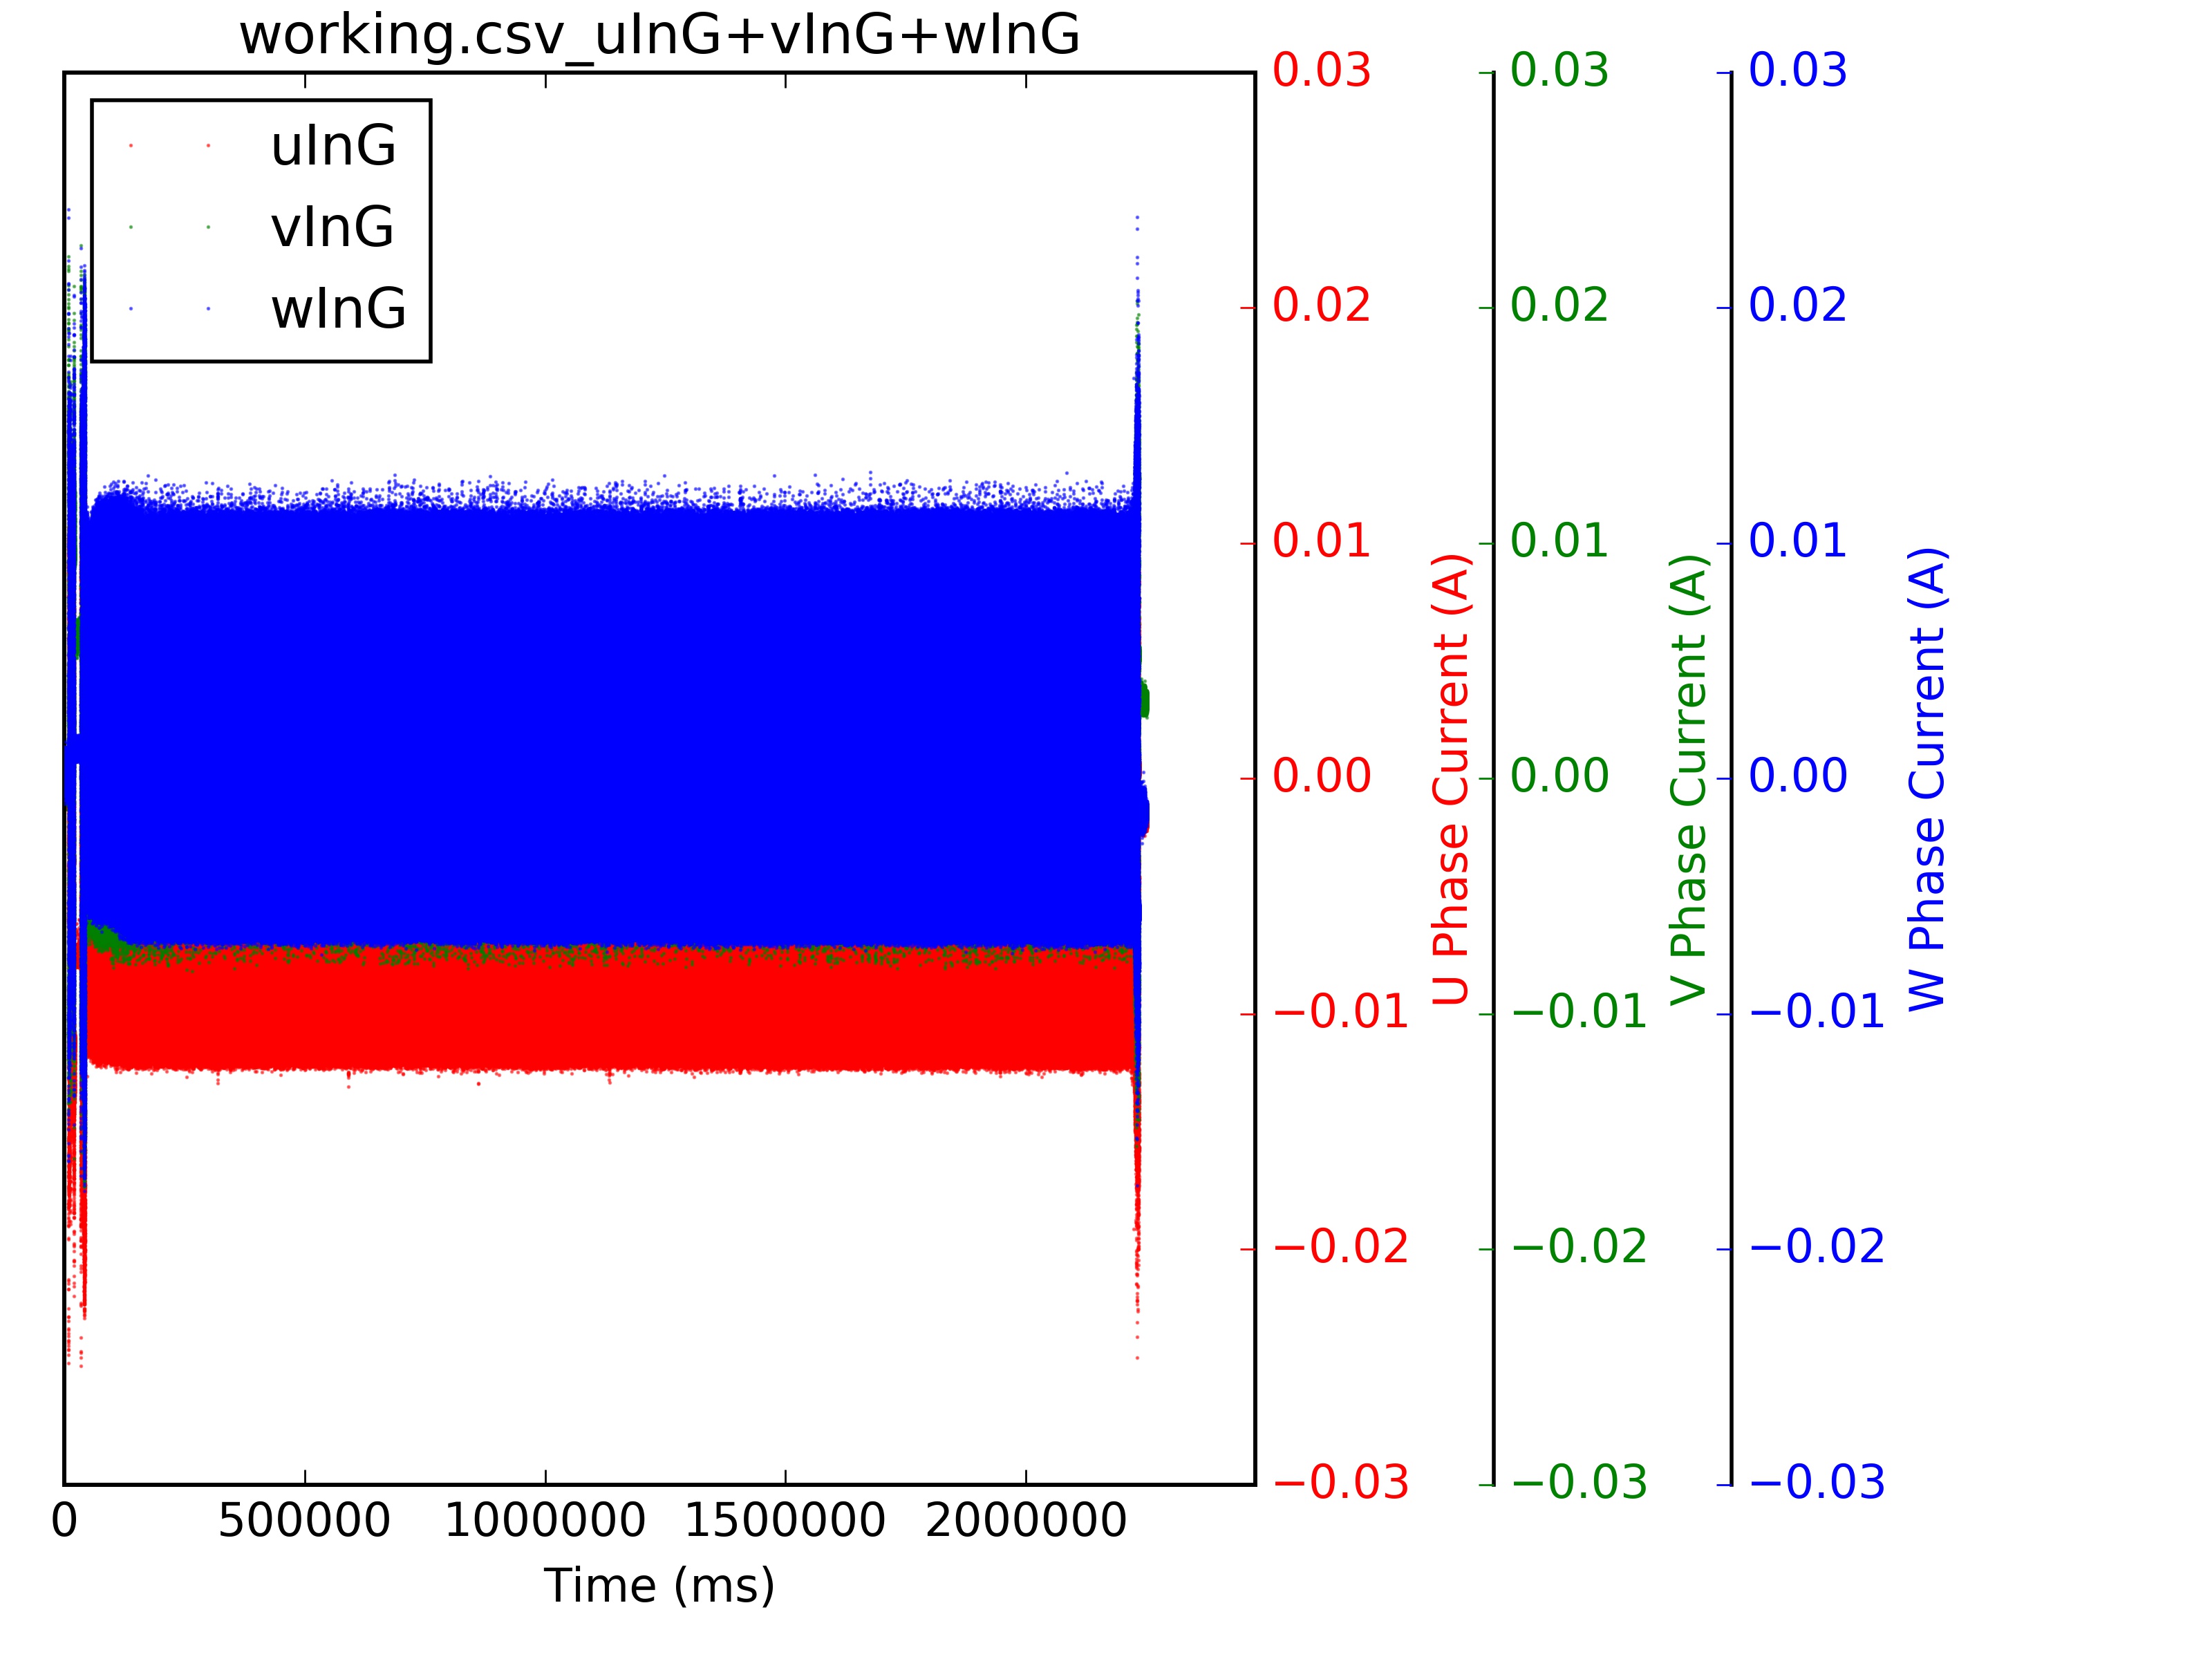 working.csv_uInG+vInG+wInG
uInG
vInG
wInG
0.03
0.02
0.01
0.00
−0.01
−0.02
−0.03
U Phase Current (A)
0.03
0.02
0.01
0.00
−0.01
−0.02
−0.03
V Phase Current (A)
0.03
0.02
0.01
0.00
−0.01
−0.02
−0.03
W Phase Current (A)
0 500000 1000000 1500000 2000000
Time (ms)